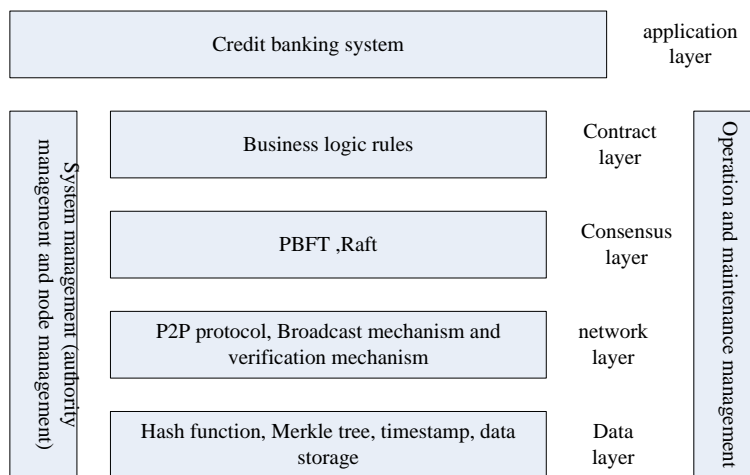 Credit banking system
application
layer
System management (authority
management and node management)
Business logic rules
Contract
layer
PBFT ,Raft
Consensus
layer
P2P protocol, Broadcast mechanism and
verification mechanism
network
layer
Hash function, Merkle tree, timestamp, data
storage
Data
layer
Operation and maintenance management